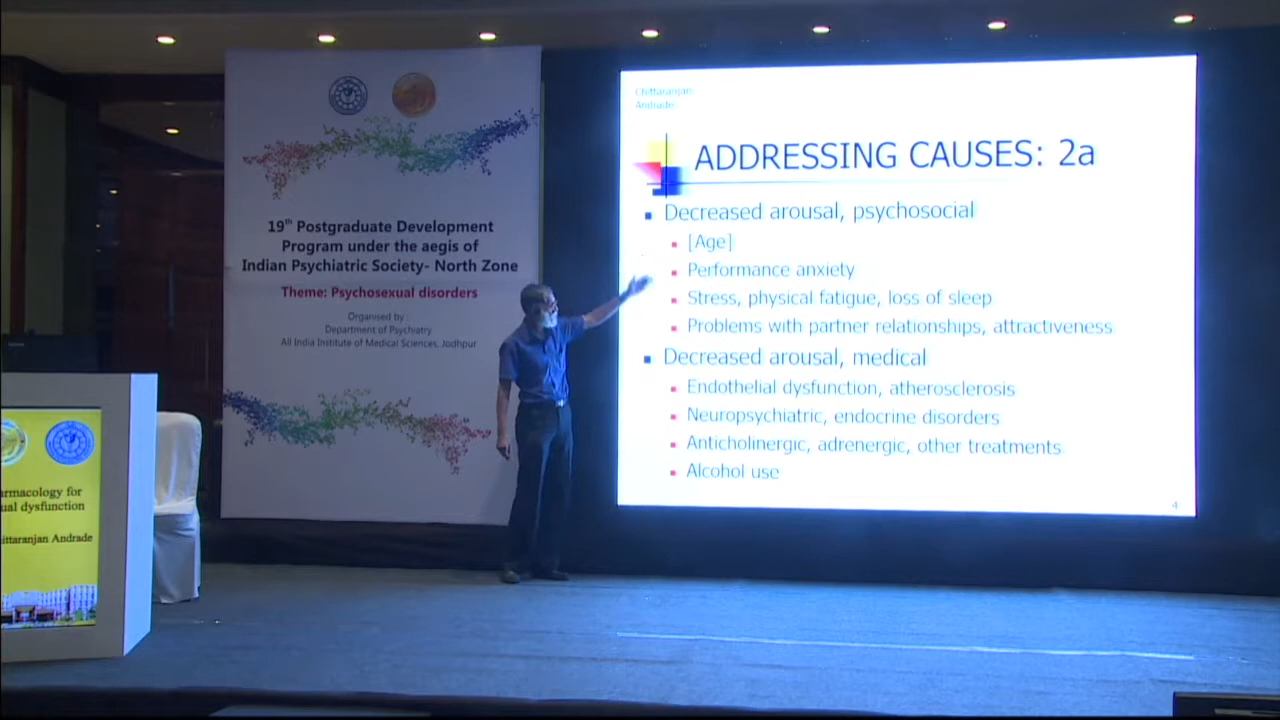 19th Postgraduate Development
Program under the aegis of
Indian Psychiatric Society- North Zone
Theme: Psychosexual disorders
Organised by :
Department of Psychiatry
All India Institute of Medical Sciences, Jodhpur
Chittaranjan
Andrade
ADDRESSING CAUSES: 2a
Decreased arousal, psychosocial
[Age]
Performance anxiety
Stress, physical fatigue, loss of sleep
Problems with partner relationships, attractiveness
Decreased arousal, medical
Endothelial dysfunction, atherosclerosis
Neuropsychiatric, endocrine disorders
Anticholinergic, adrenergic, other treatments
Alcohol use
4
armacology for
ual dysfunction
ittaranjan Andrade